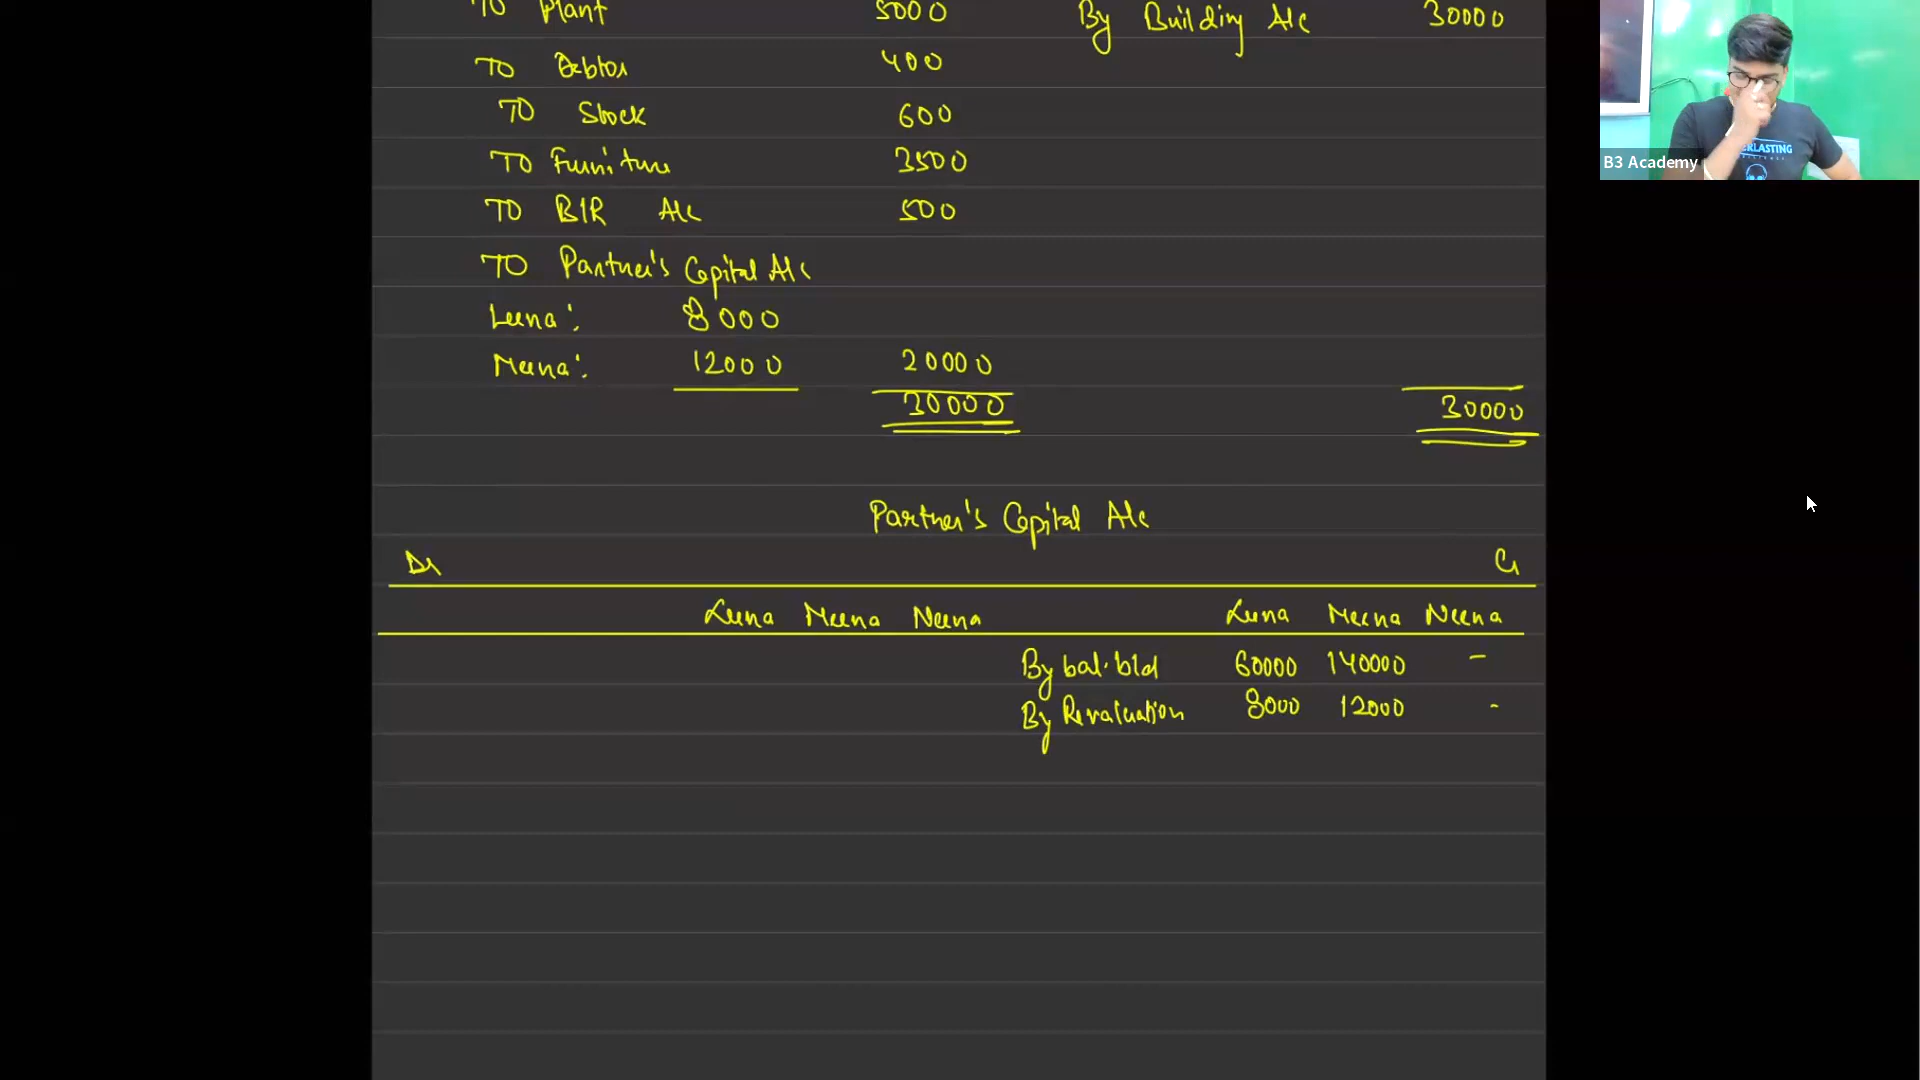 To Plant 5000 By Building A/c 30000
To Debtor 400
To Stock 600
To Furniture 3500
To BIR A/c 500
To Partner's Capital A/c
Leena: 8000
Meena: 12000 20000
30000 30000
Partner's Capital A/c
Dr Cr
Leena Meena Neena Leena Meena Neena
By bal. b/d 60000 140000 -
By Revaluation 8000 12000 -
B3 Academy